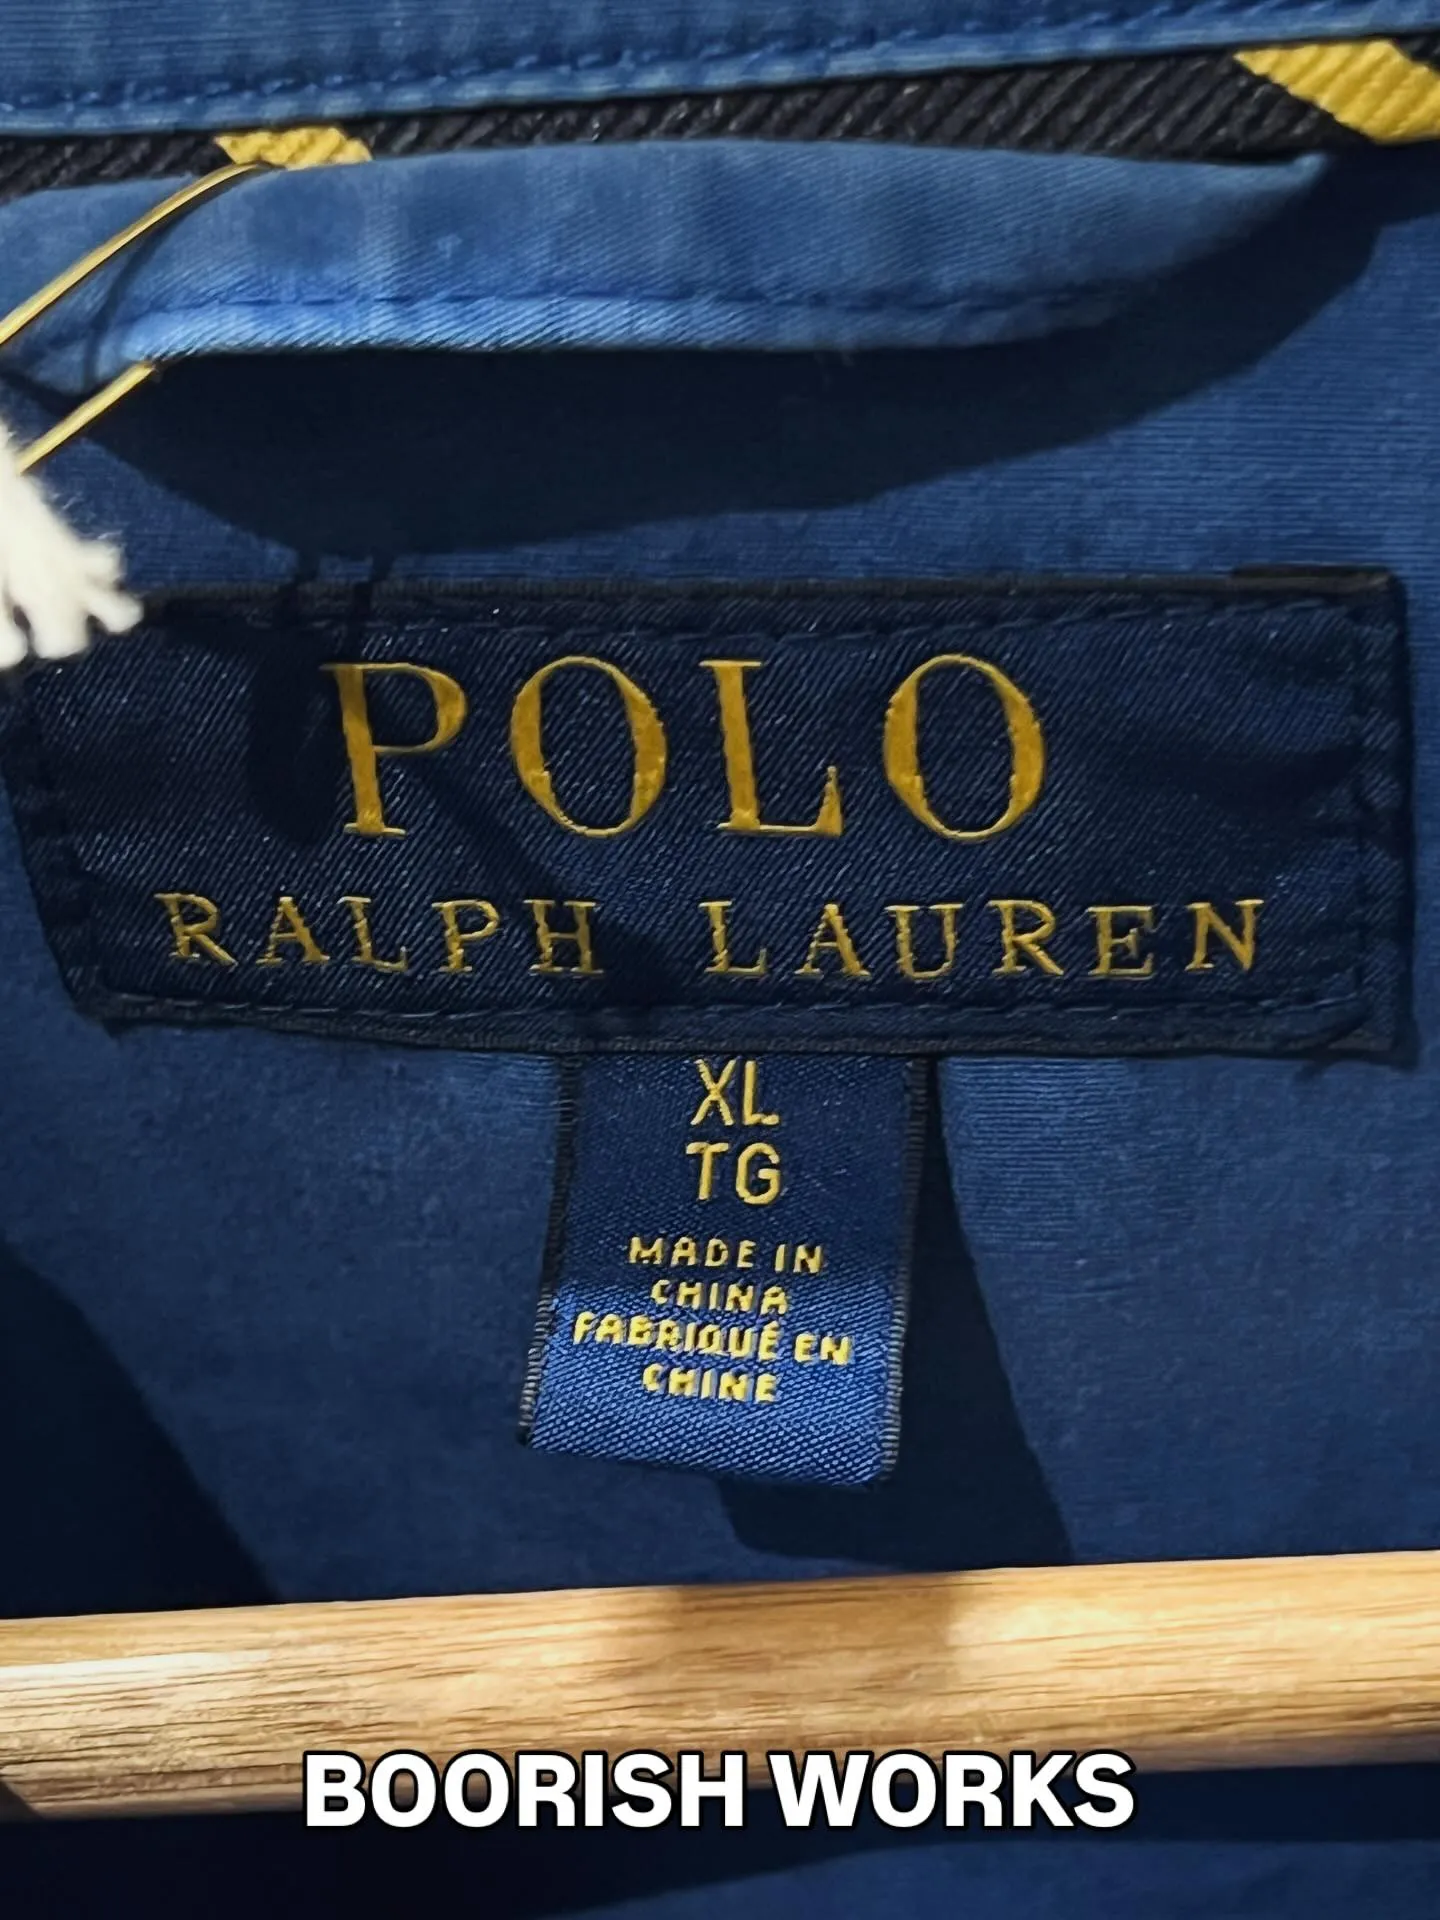 POLO
RALPH LAUREN
XL
TG
MADE IN
CHINA
FABRIQUÉ EN
CHINE
BOORISH WORKS